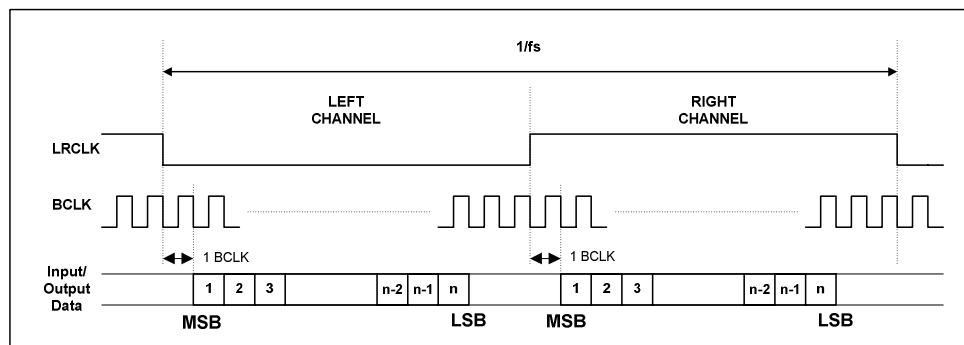 1/fs
LEFT
CHANNEL
RIGHT
CHANNEL
LRCLK
BCLK
1 BCLK
1 BCLK
Input/
Output
Data
1 2 3 n-2 n-1 n 1 2 3 n-2 n-1 n
MSB LSB MSB LSB